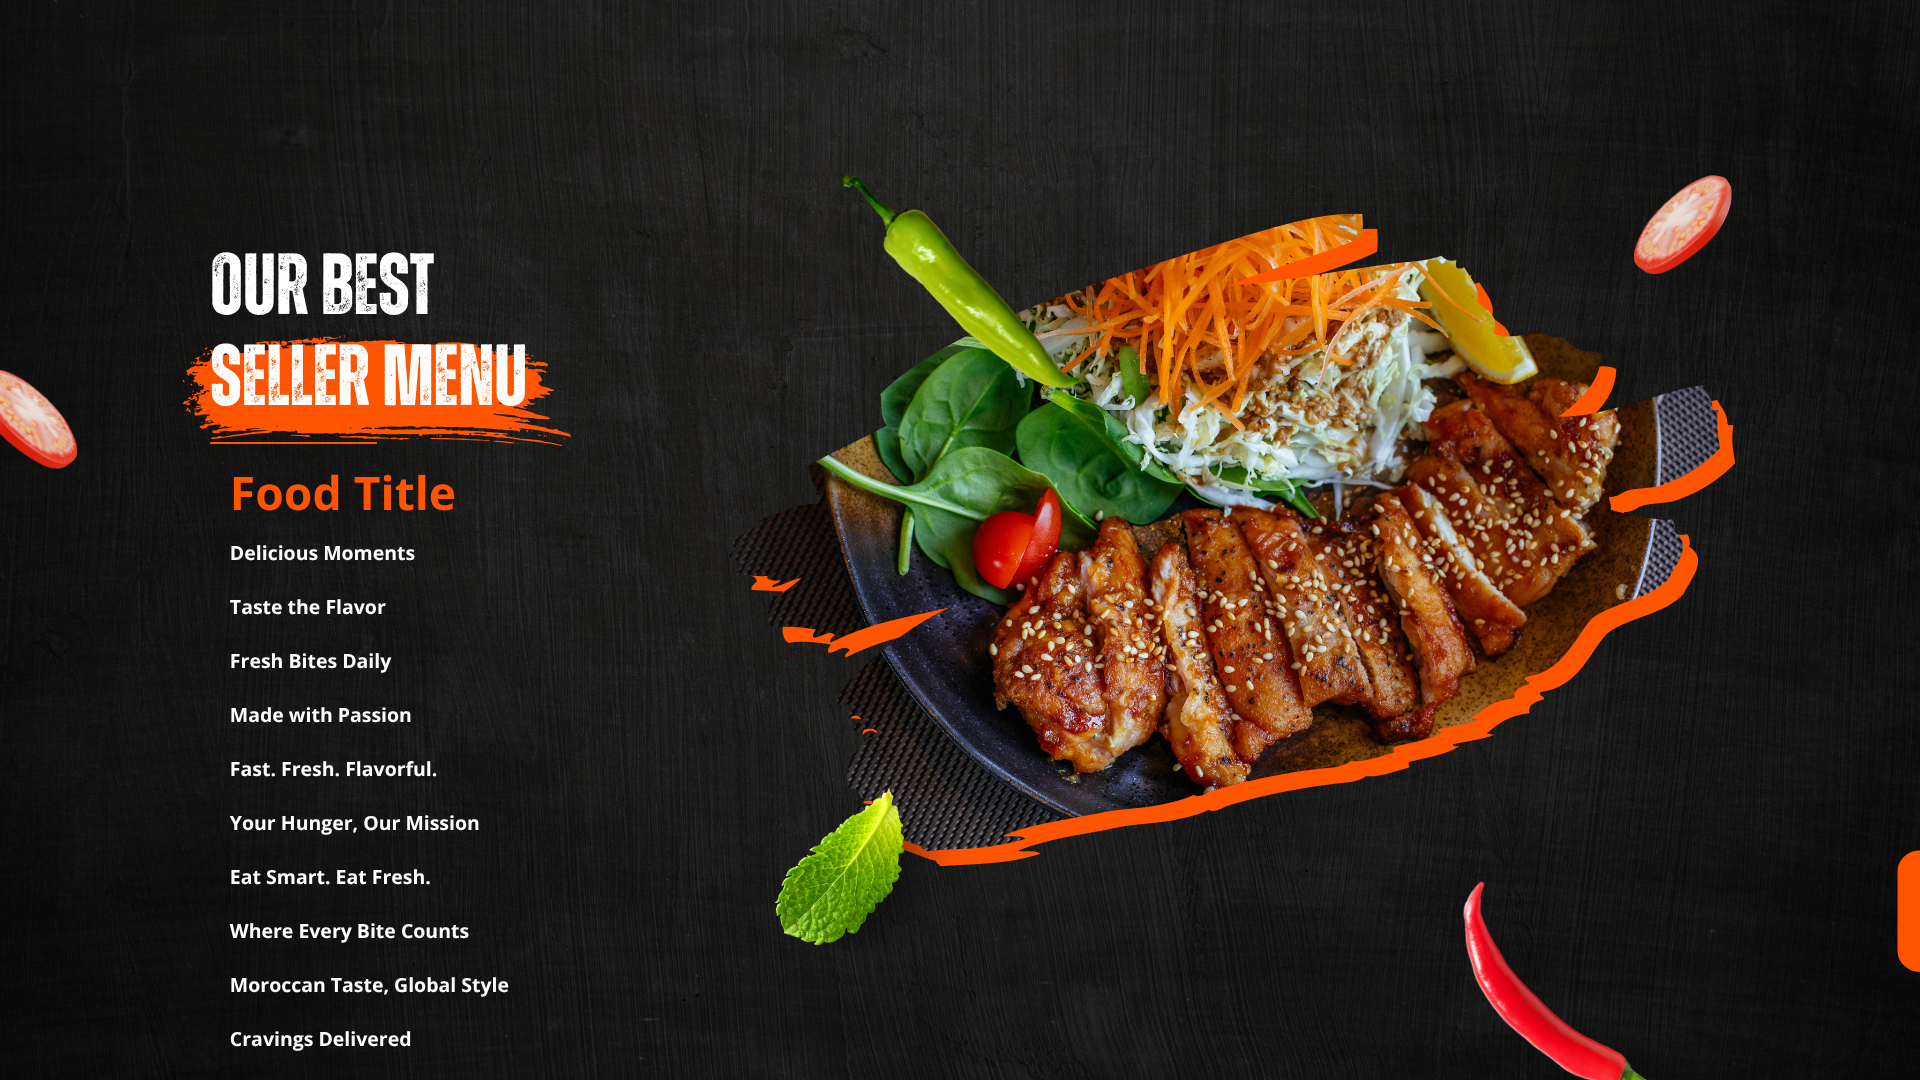 OUR BEST
SELLER MENU
Food Title
Delicious Moments
Taste the Flavor
Fresh Bites Daily
Made with Passion
Fast. Fresh. Flavorful.
Your Hunger, Our Mission
Eat Smart. Eat Fresh.
Where Every Bite Counts
Moroccan Taste, Global Style
Cravings Delivered